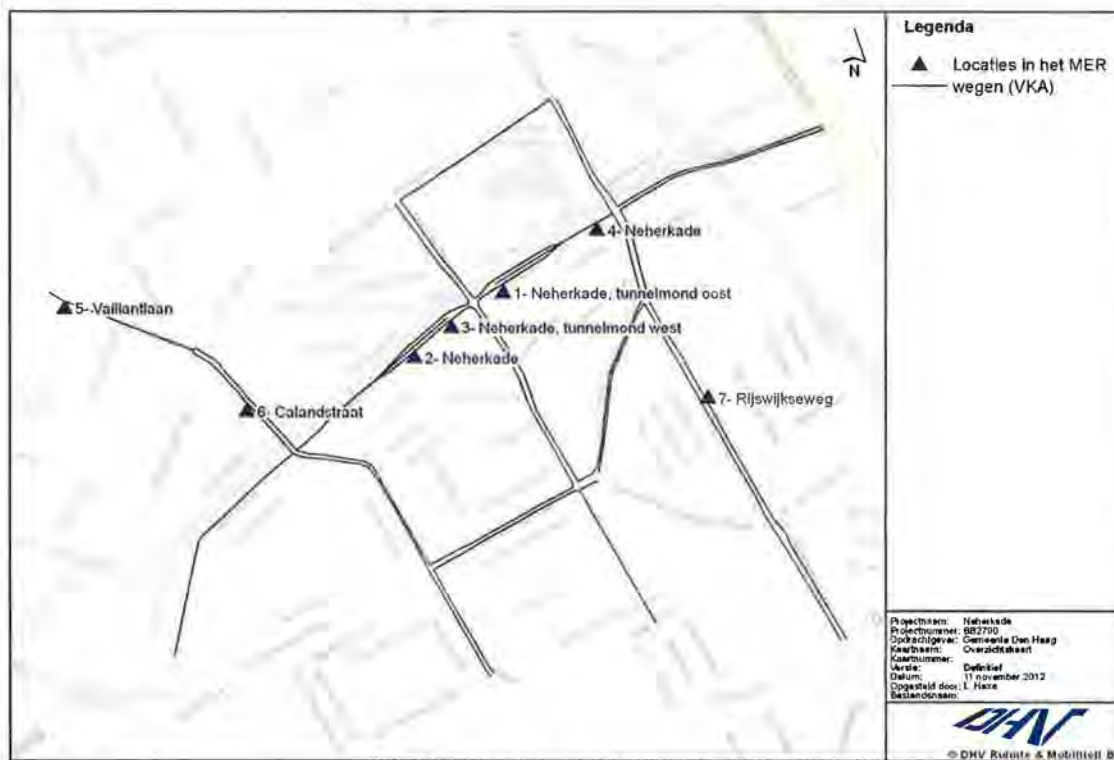 Legenda
Locaties in het MER
wegen (VKA)
N
4- Neherkade
1- Neherkade, tunnelmond oost
3- Neherkade, tunnelmond west
2- Neherkade
5- Vaillantlaan
6- Calandstraat
7- Rijswijkseweg
Projectnaam: Neherkade
Projectnummer: BB2790
Opdrachtgever: Gemeente Den Haag
Kaartnaam: Overzichtskaart
Kaartnummer:
Versie: Definitief
Datum: 11 november 2012
Opgesteld door: L.
Bestandsnaam:
DHV
© DHV Ruimte & Mobiliteit B